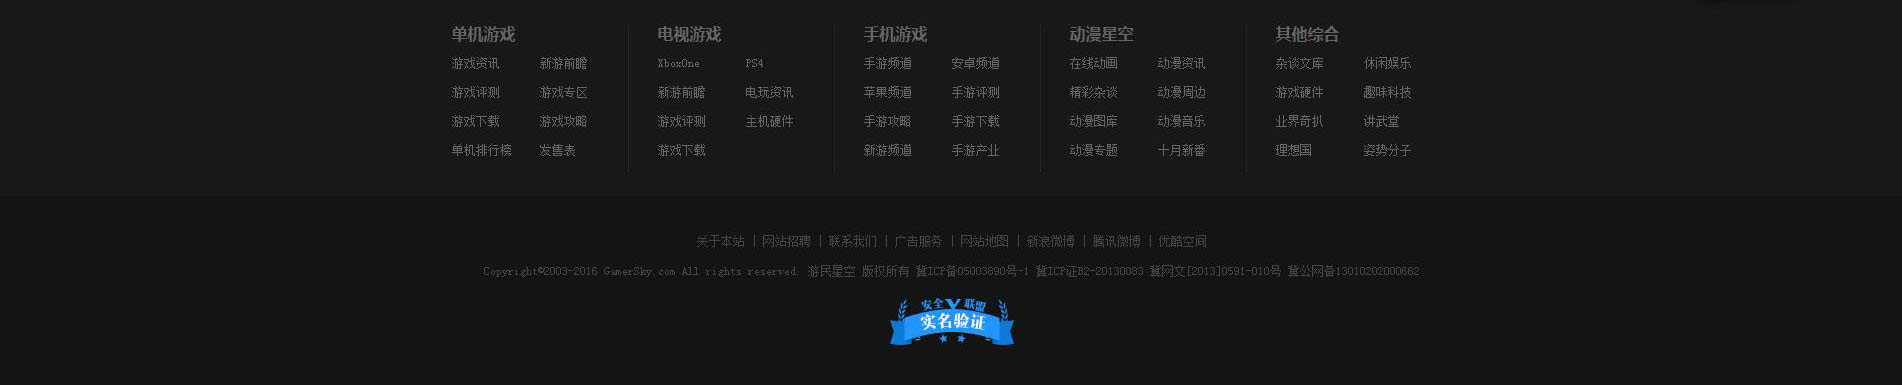 单机游戏 电视游戏 手机游戏 动漫星空 其他综合
游戏资讯 新游前瞻 XboxOne PS4 手游频道 安卓频道 在线动画 动漫资讯 杂谈文库 休闲娱乐
游戏评测 游戏专区 新游前瞻 电玩资讯 苹果频道 手游评测 精彩杂谈 动漫周边 游戏硬件 趣味科技
游戏下载 游戏攻略 游戏评测 主机硬件 手游攻略 手游下载 动漫图库 动漫音乐 业界奇趴 讲武堂
单机排行榜 发售表 游戏下载 新游频道 手游产业 动漫专题 十月新番 理想国 姿势分子
关于本站 | 网站招聘 | 联系我们 | 广告服务 | 网站地图 | 新浪微博 | 腾讯微博 | 优酷空间
Copyright©2003-2016 GamerSky.com All rights reserved 游民星空 版权所有 冀ICP备05003890号-1 冀ICP证B2-20130083 冀网文[2013]0591-010号 冀公网备13010202000662
安全联盟
实名验证